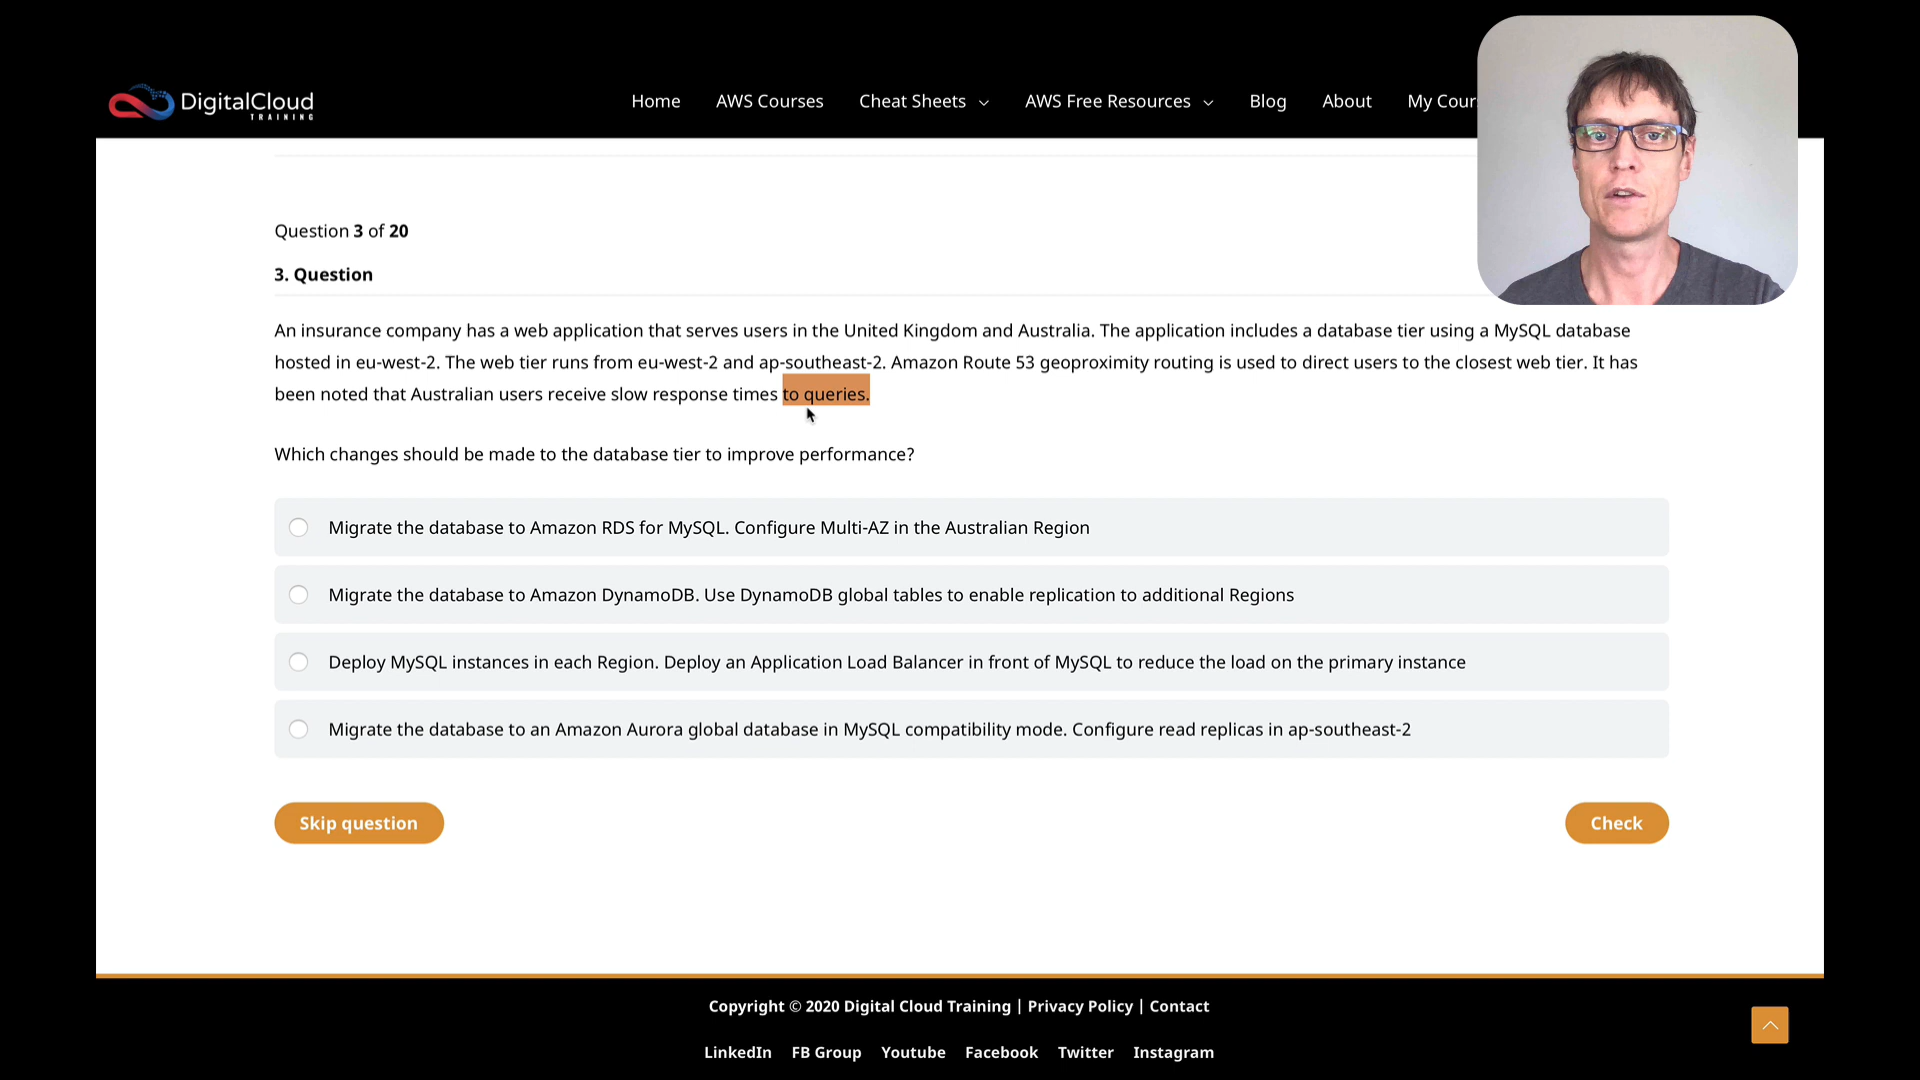 DigitalCloud
TRAINING
Home AWS Courses Cheat Sheets AWS Free Resources Blog About My Cour
Question 3 of 20
3. Question
An insurance company has a web application that serves users in the United Kingdom and Australia. The application includes a database tier using a MySQL database
hosted in eu-west-2. The web tier runs from eu-west-2 and ap-southeast-2. Amazon Route 53 geoproximity routing is used to direct users to the closest web tier. It has
been noted that Australian users receive slow response times to queries.
Which changes should be made to the database tier to improve performance?
Migrate the database to Amazon RDS for MySQL. Configure Multi-AZ in the Australian Region
Migrate the database to Amazon DynamoDB. Use DynamoDB global tables to enable replication to additional Regions
Deploy MySQL instances in each Region. Deploy an Application Load Balancer in front of MySQL to reduce the load on the primary instance
Migrate the database to an Amazon Aurora global database in MySQL compatibility mode. Configure read replicas in ap-southeast-2
Skip question Check
Copyright © 2020 Digital Cloud Training | Privacy Policy | Contact
LinkedIn FB Group Youtube Facebook Twitter Instagram